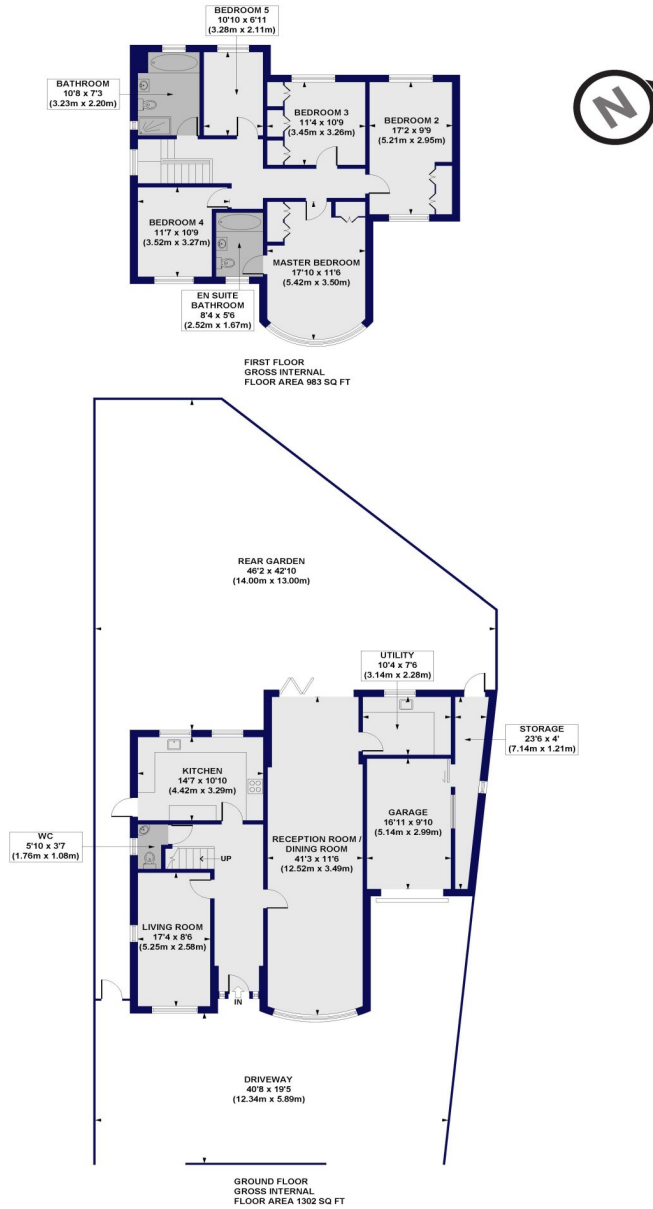 BEDROOM 5
10'10 x 6'11
(3.28m x 2.11m)
BATHROOM
10'8 x 7'3
(3.23m x 2.20m)
BEDROOM 3
11'4 x 10'9
(3.45m x 3.26m)
BEDROOM 2
17'2 x 9'9
(5.21m x 2.95m)
N
BEDROOM 4
11'7 x 10'9
(3.52m x 3.27m)
MASTER BEDROOM
17'10 x 11'6
(5.42m x 3.50m)
EN SUITE
BATHROOM
8'4 x 5'6
(2.52m x 1.67m)
FIRST FLOOR
GROSS INTERNAL
FLOOR AREA 983 SQ FT
REAR GARDEN
46'2 x 42'10
(14.00m x 13.00m)
UTILITY
10'4 x 7'6
(3.14m x 2.28m)
STORAGE
23'6 x 4'
(7.14m x 1.21m)
KITCHEN
14'7 x 10'10
(4.42m x 3.29m)
GARAGE
16'11 x 9'10
(5.14m x 2.99m)
WC
5'10 x 3'7
(1.76m x 1.08m)
UP
RECEPTION ROOM /
DINING ROOM
41'3 x 11'6
(12.52m x 3.49m)
LIVING ROOM
17'4 x 8'6
(5.25m x 2.58m)
IN
DRIVEWAY
40'8 x 19'5
(12.34m x 5.89m)
GROUND FLOOR
GROSS INTERNAL
FLOOR AREA 1302 SQ FT